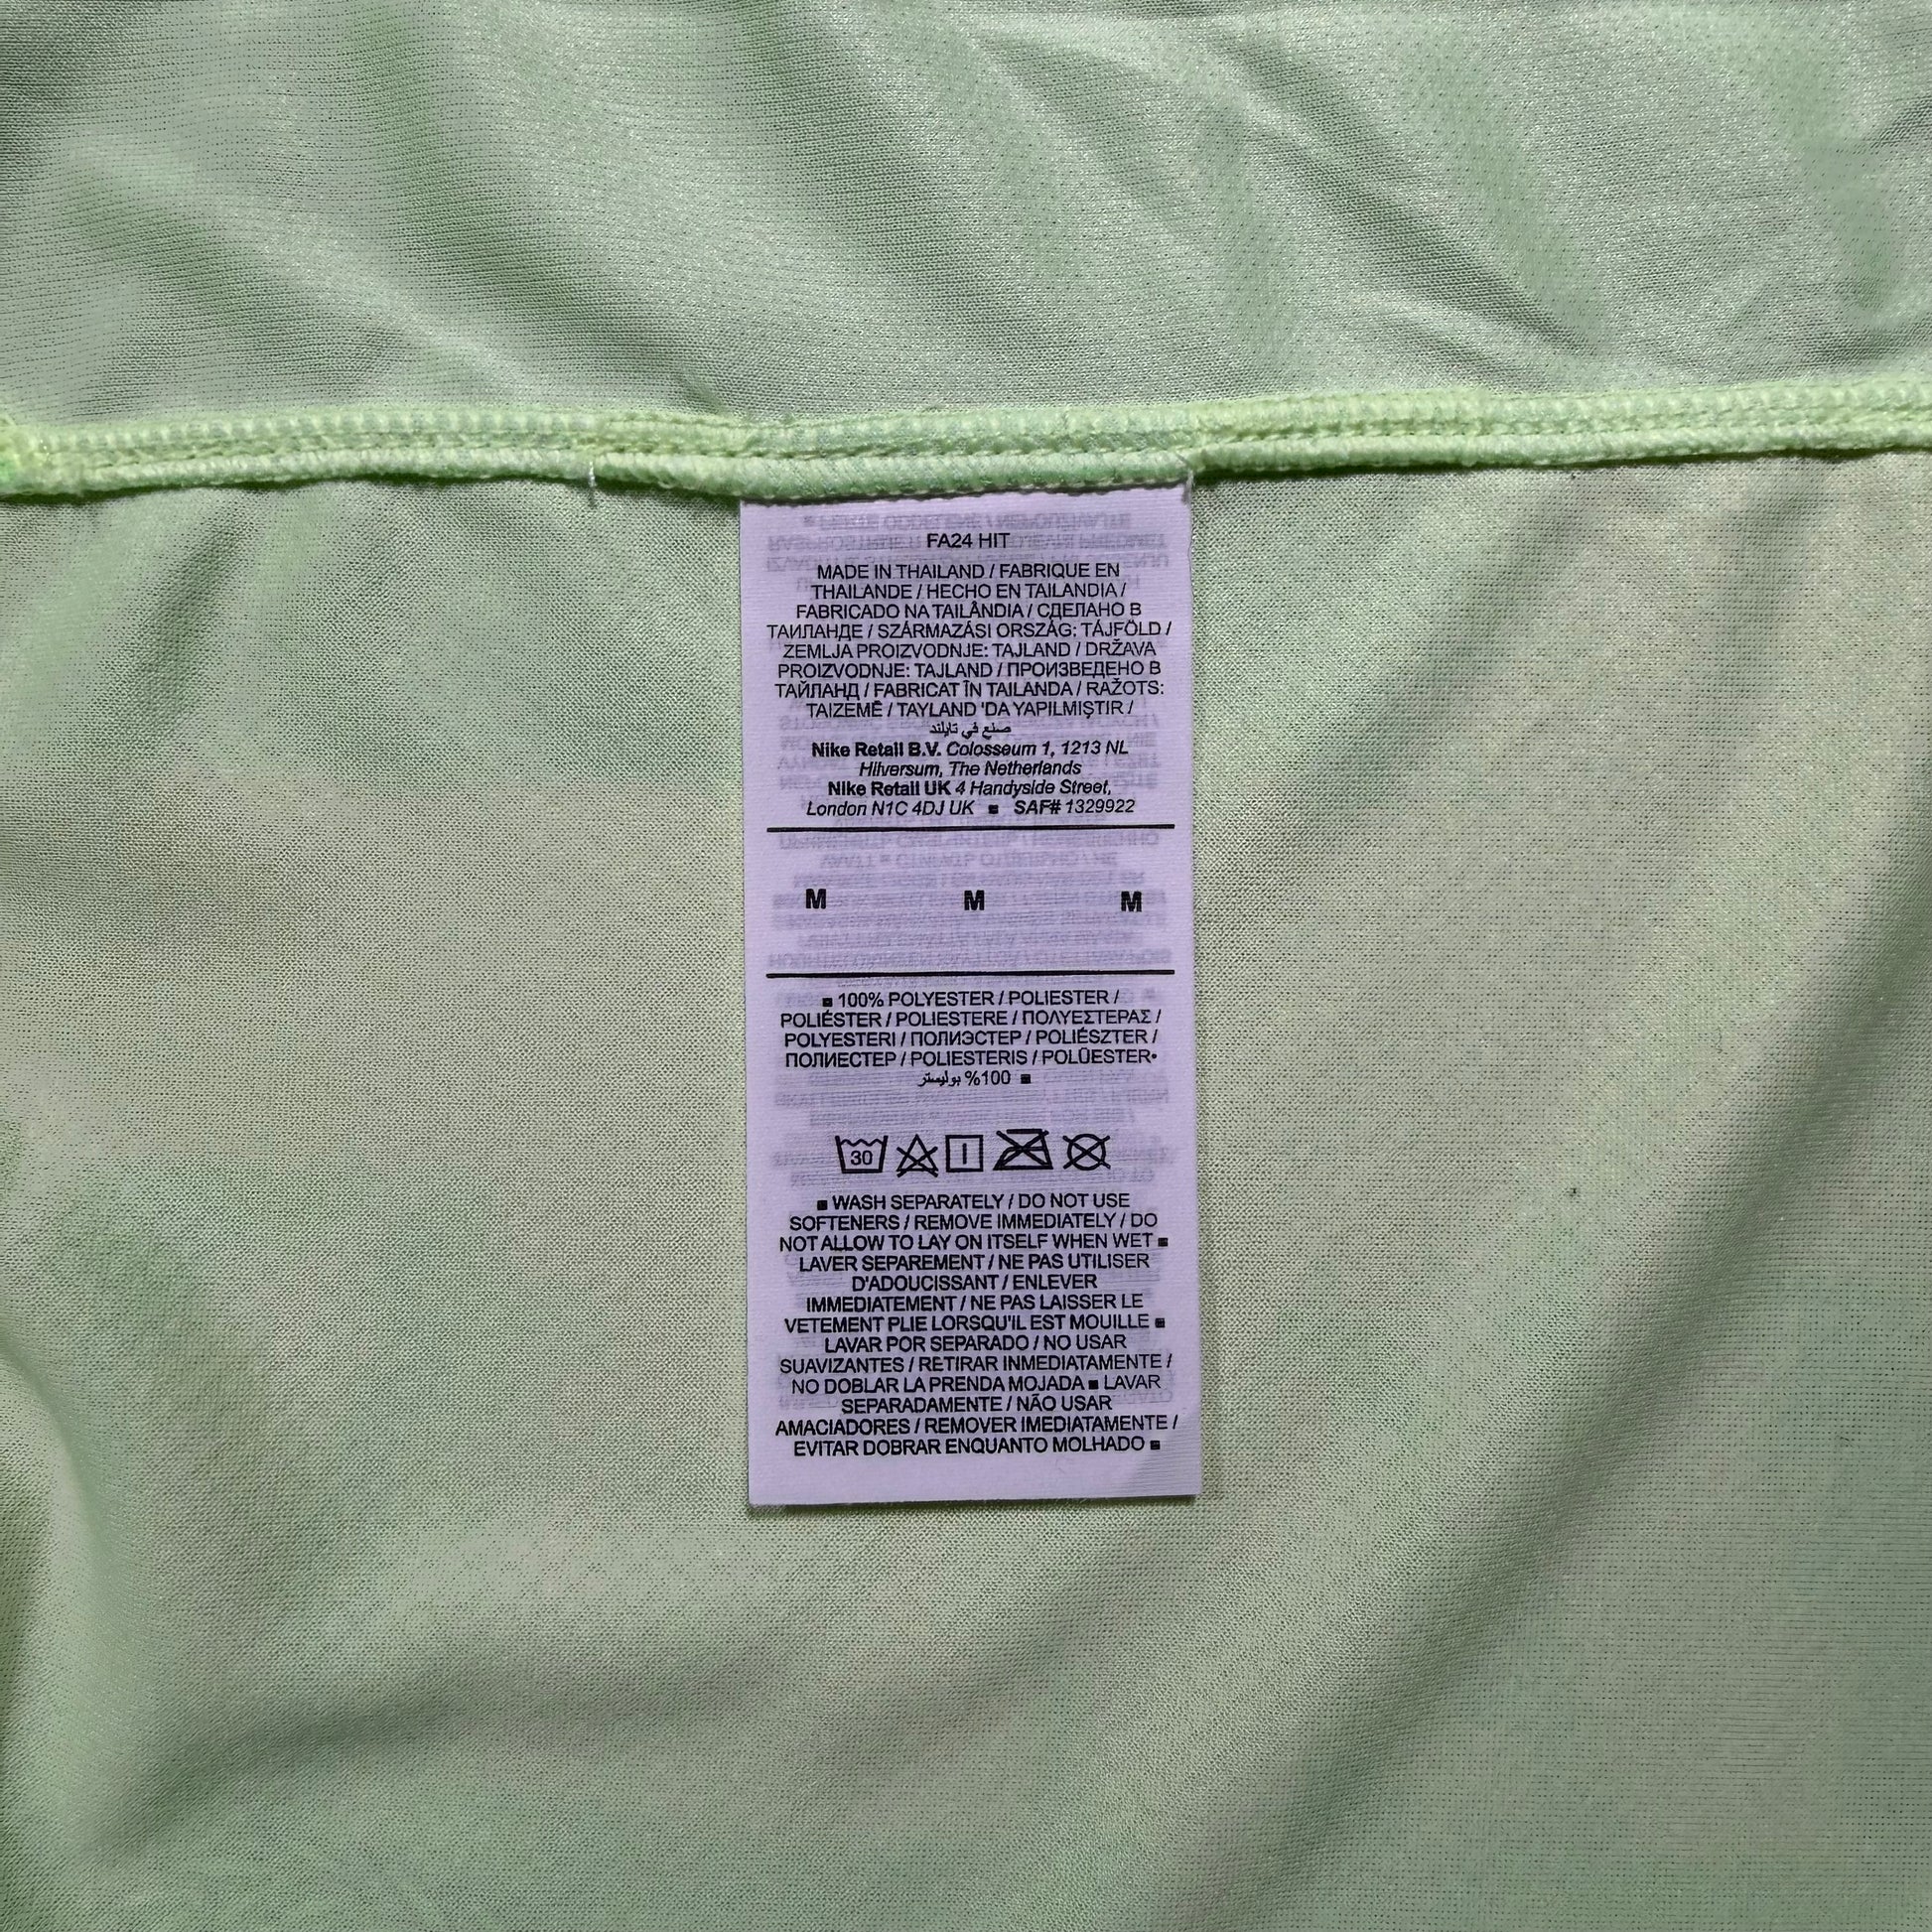 FA24 HIT
MADE IN THAILAND / FABRIQUE EN
THAILANDE / HECHO EN TAILANDIA /
FABRICADO NA TAILÂNDIA / СДЕЛАНО В
ТАИЛАНДЕ / SZÁRMAZÁSI ORSZÁG: TÁJFÖLD /
ZEMLJA PROIZVODNJE: TAJLAND / DRŽAVA
PROIZVODNJE: TAJLAND / ПРОИЗВЕДЕНО В
ТАЙЛАНД / FABRICAT ÎN TAILANDA / RAŽOTS:
TAIZEMĒ / TAYLAND 'DA YAPILMIŞTIR /
صنع في تايلند
Nike Retail B.V. Colosseum 1, 1213 NL
Hilversum, The Netherlands
Nike Retail UK 4 Handyside Street,
London N1C 4DJ UK ■ SAF# 1329922
M M M
■ 100% POLYESTER / POLIESTER /
POLIÉSTER / POLIESTERE / ΠΟΛΥΕΣΤΕΡΑΣ /
POLYESTERI / ПОЛИЭСТЕР / POLIÉSZTER /
ПОЛИЕСТЕР / POLIESTERIS / POLÜESTER•
■ 100% بوليستر
30
■ WASH SEPARATELY / DO NOT USE
SOFTENERS / REMOVE IMMEDIATELY / DO
NOT ALLOW TO LAY ON ITSELF WHEN WET ■
LAVER SEPAREMENT / NE PAS UTILISER
D'ADOUCISSANT / ENLEVER
IMMEDIATEMENT / NE PAS LAISSER LE
VETEMENT PLIE LORSQU'IL EST MOUILLE ■
LAVAR POR SEPARADO / NO USAR
SUAVIZANTES / RETIRAR INMEDIATAMENTE /
NO DOBLAR LA PRENDA MOJADA ■ LAVAR
SEPARADAMENTE / NÃO USAR
AMACIADORES / REMOVER IMEDIATAMENTE /
EVITAR DOBRAR ENQUANTO MOLHADO ■